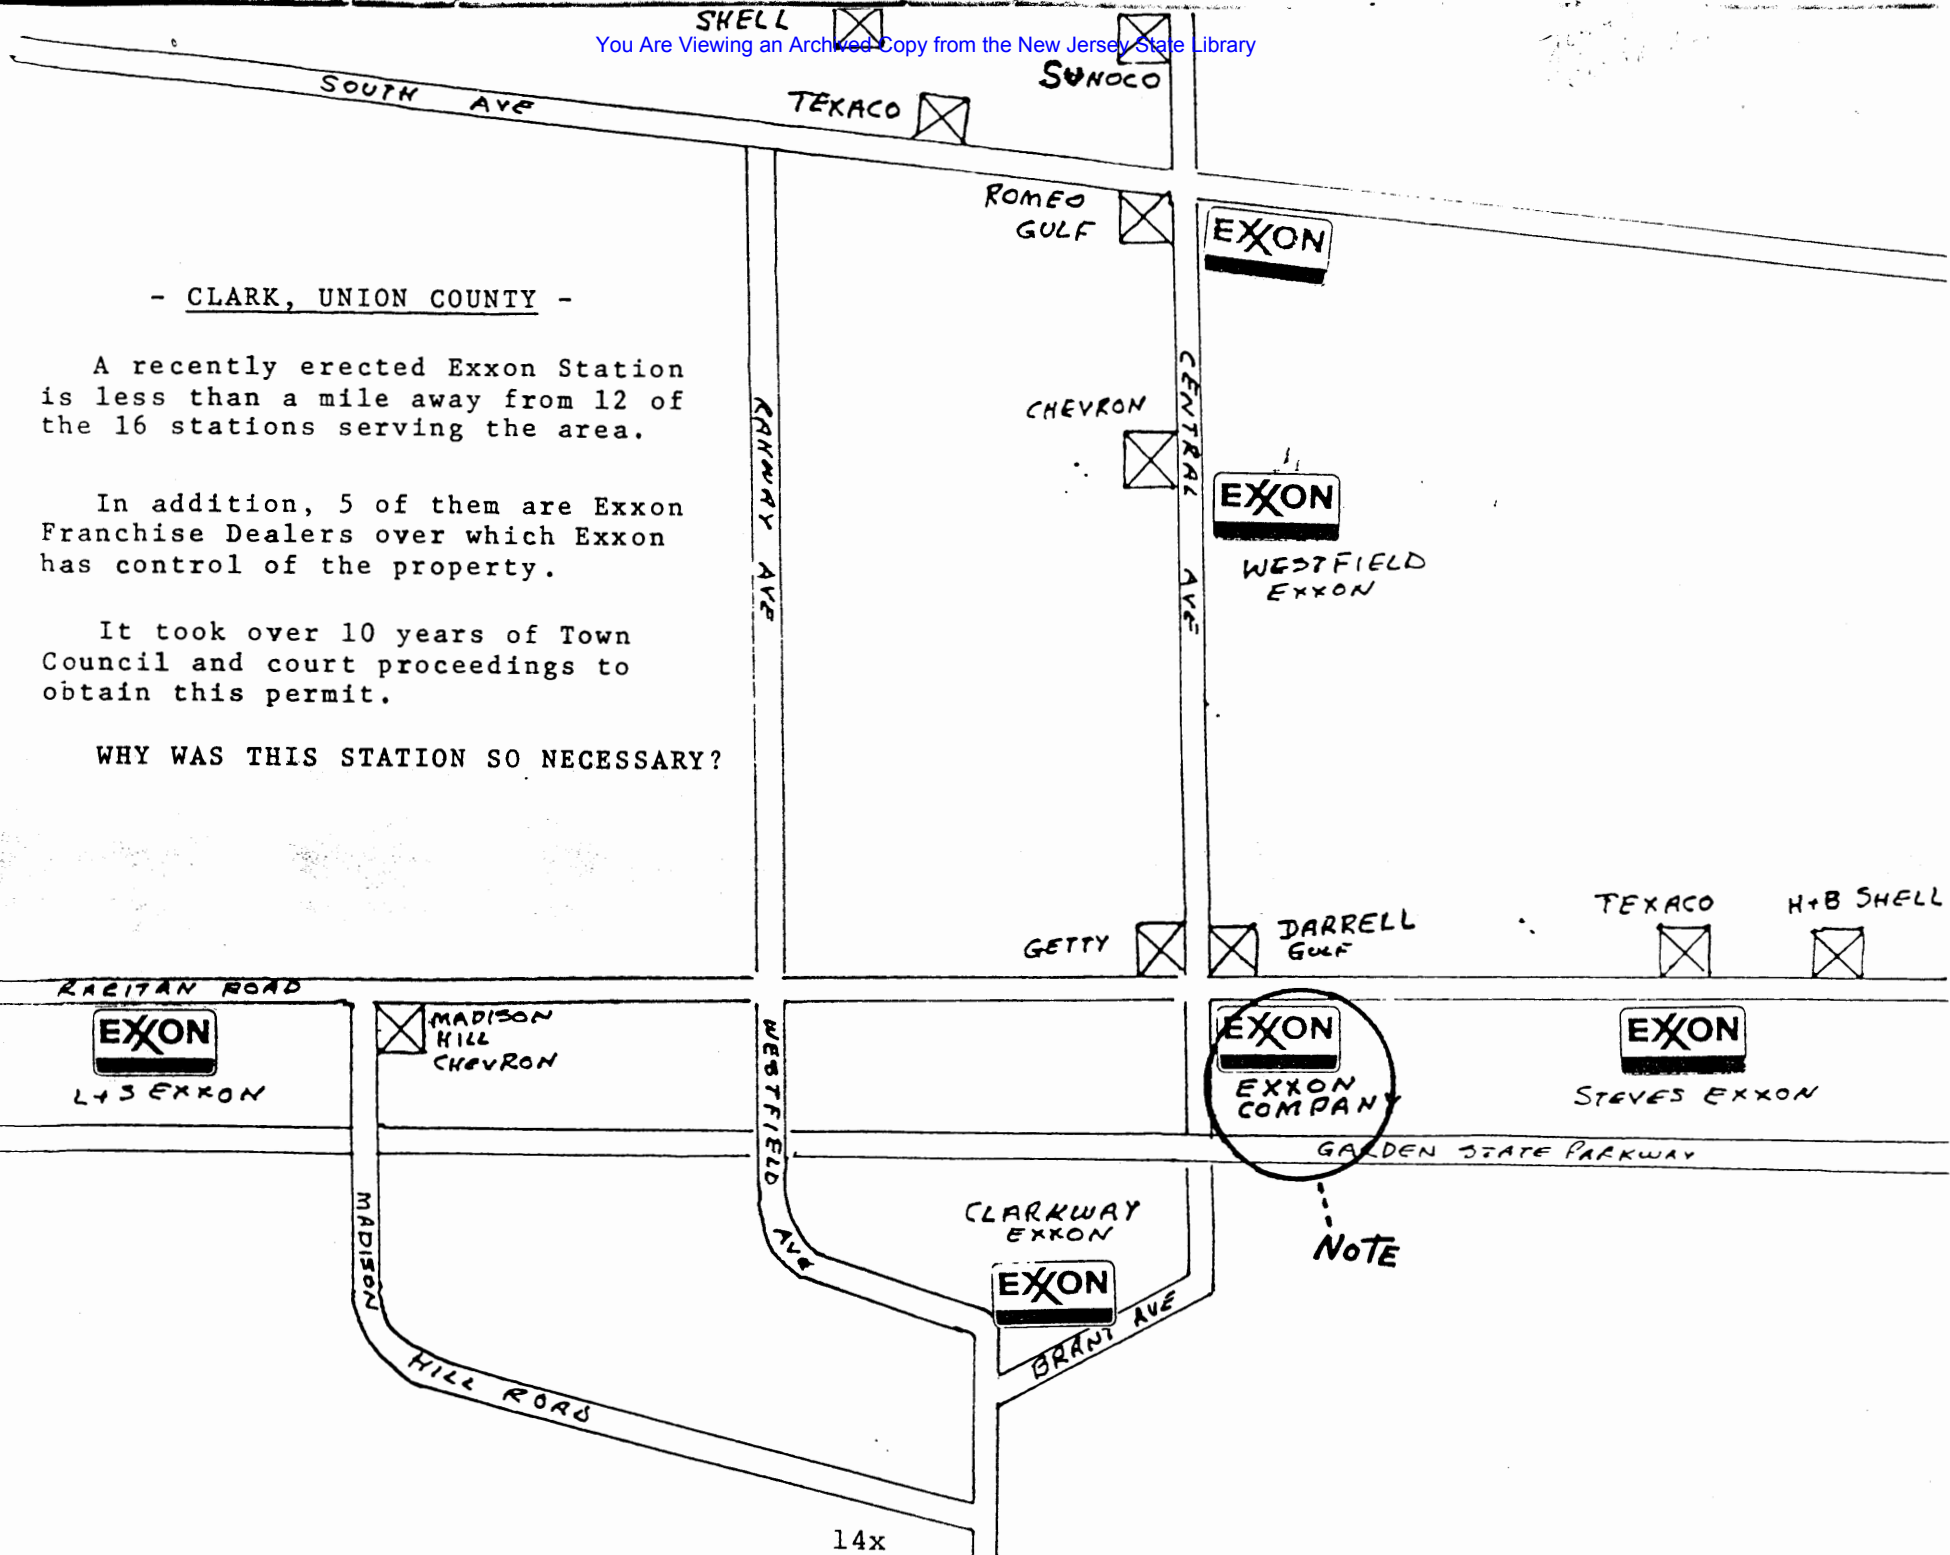 SHELL
You Are Viewing an Archived Copy from the New Jersey State Library
SUNOCO
SOUTH AVE
TEXACO
ROMEO
GULF
EXXON
- CLARK, UNION COUNTY -
A recently erected Exxon Station
is less than a mile away from 12 of
the 16 stations serving the area.
In addition, 5 of them are Exxon
Franchise Dealers over which Exxon
has control of the property.
It took over 10 years of Town
Council and court proceedings to
obtain this permit.
WHY WAS THIS STATION SO NECESSARY?
RAHWAY AVE
CENTRAL AVE
CHEVRON
EXXON
WESTFIELD
EXXON
GETTY
DARRELL
GULF
TEXACO
H+B SHELL
RARITAN ROAD
EXXON
L+S EXXON
MADISON
HILL
CHEVRON
WESTFIELD AVE
EXXON
EXXON
COMPANY
EXXON
STEVES EXXON
GARDEN STATE PARKWAY
NOTE
CLARKWAY
EXXON
EXXON
BRANT AVE
MADISON HILL ROAD
14x